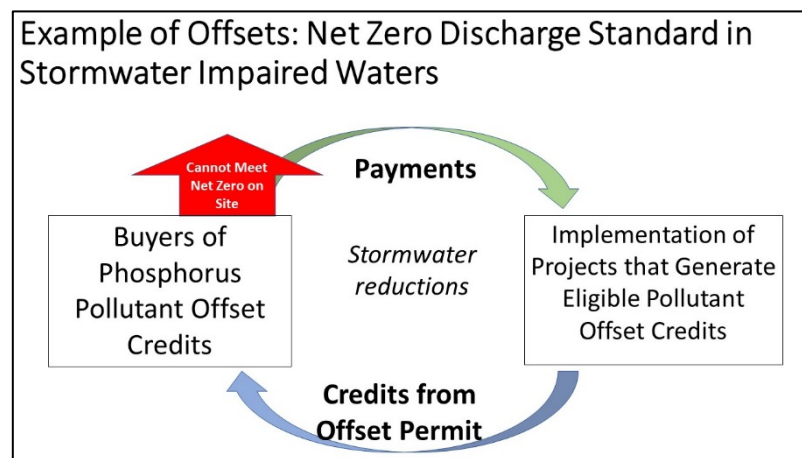 Example of Offsets: Net Zero Discharge Standard in
Stormwater Impaired Waters
Cannot Meet
Net Zero on
Site
Payments
Buyers of
Phosphorus
Pollutant Offset
Credits
Stormwater
reductions
Implementation of
Projects that Generate
Eligible Pollutant
Offset Credits
Credits from
Offset Permit